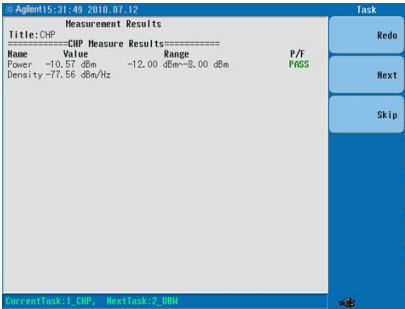 Agilent 15:31:49 2010.07.12
Task
Measurement Results
Title:CHP
============CHP Measure Results===========
Name Value Range P/F
Power -10.57 dBm -12.00 dBm~-8.00 dBm PASS
Density -77.56 dBm/Hz
Redo
Next
Skip
CurrentTask:1_CHP, NextTask:2_OBW